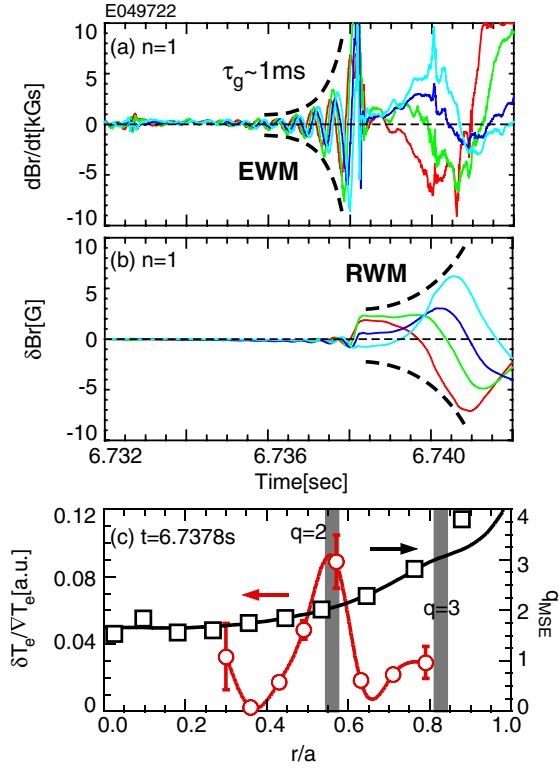 E049722
(a) n=1
τg~1ms
EWM
dBr/dt[kGs]
10
5
0
-5
-10
(b) n=1
RWM
δBr[G]
10
5
0
-5
-10
6.732
6.736
6.740
Time[sec]
(c) t=6.7378s
q=2
q=3
δTe/∇Te[a.u.]
0.12
0.08
0.04
0
qMSE
4
3
2
1
0
0.0
0.2
0.4
0.6
0.8
1.0
r/a